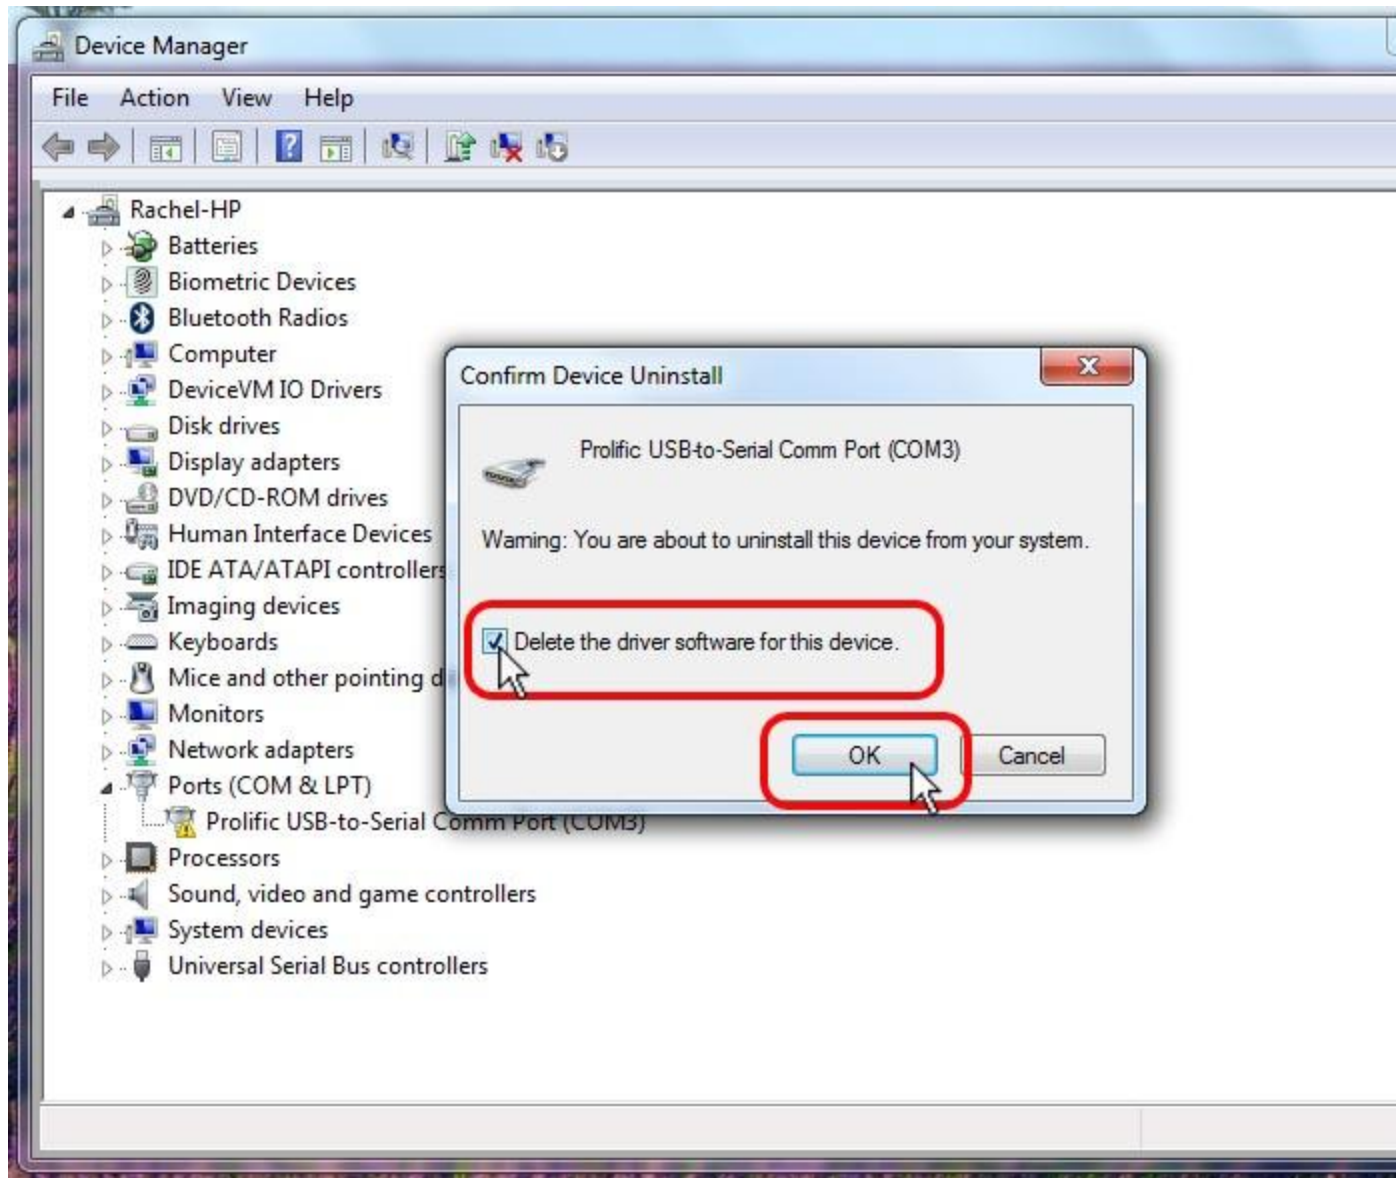 Device Manager
File Action View Help
Rachel-HP
Batteries
Biometric Devices
Bluetooth Radios
Computer
DeviceVM IO Drivers
Disk drives
Display adapters
DVD/CD-ROM drives
Human Interface Devices
IDE ATA/ATAPI controllers
Imaging devices
Keyboards
Mice and other pointing d
Monitors
Network adapters
Ports (COM & LPT)
Prolific USB-to-Serial Comm Port (COM3)
Processors
Sound, video and game controllers
System devices
Universal Serial Bus controllers
Confirm Device Uninstall
Prolific USB-to-Serial Comm Port (COM3)
Warning: You are about to uninstall this device from your system.
Delete the driver software for this device.
OK Cancel